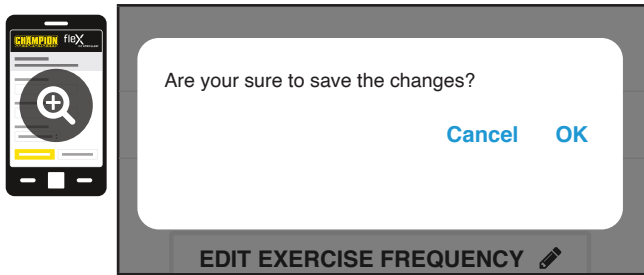 CHAMPION fleX
Are your sure to save the changes?
Cancel OK
EDIT EXERCISE FREQUENCY